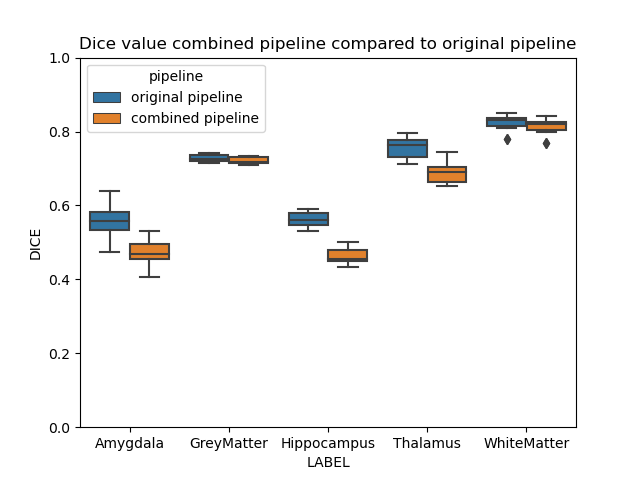 Dice value combined pipeline compared to original pipeline
pipeline
original pipeline
combined pipeline
1.0
0.8
0.6
0.4
0.2
0.0
DICE
Amygdala GreyMatter Hippocampus Thalamus WhiteMatter
LABEL